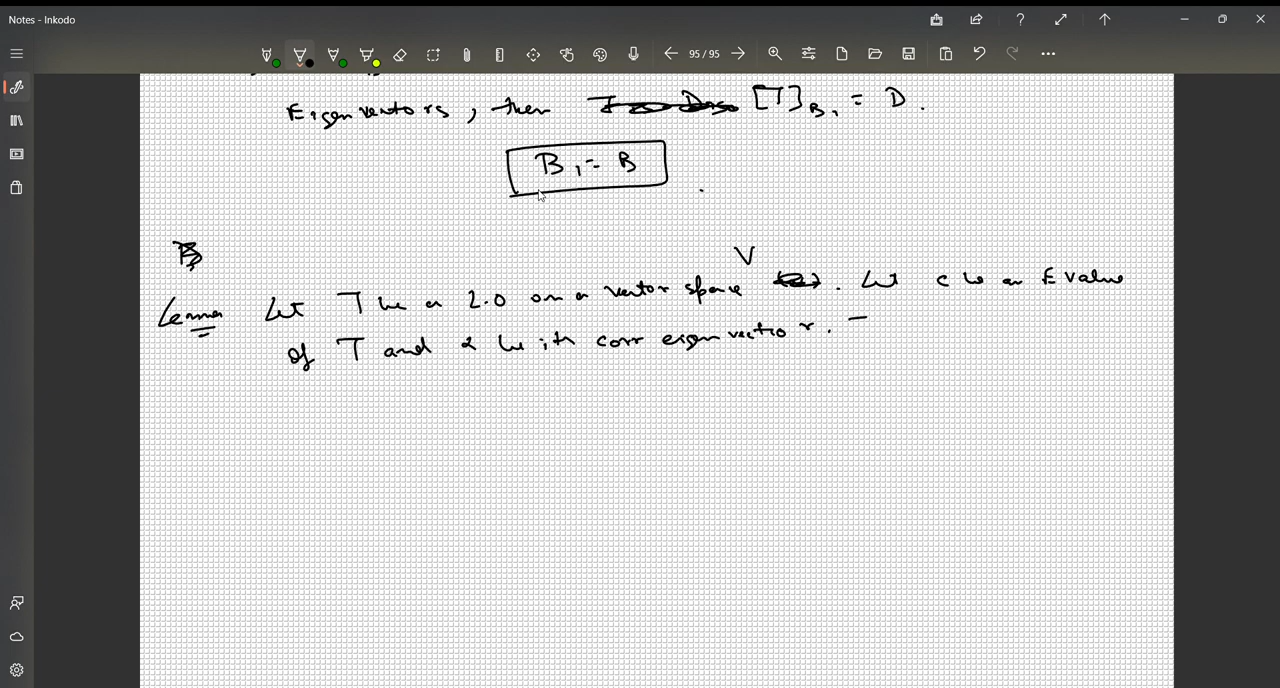 Notes - Inkodo
95 / 95
Eigenvectors, then [T]B₁ = D.
B₁ = B
V
Lemma Let T be a L.O on a vector space . Let c be an E value
of T and α be its corr eigenvector. T